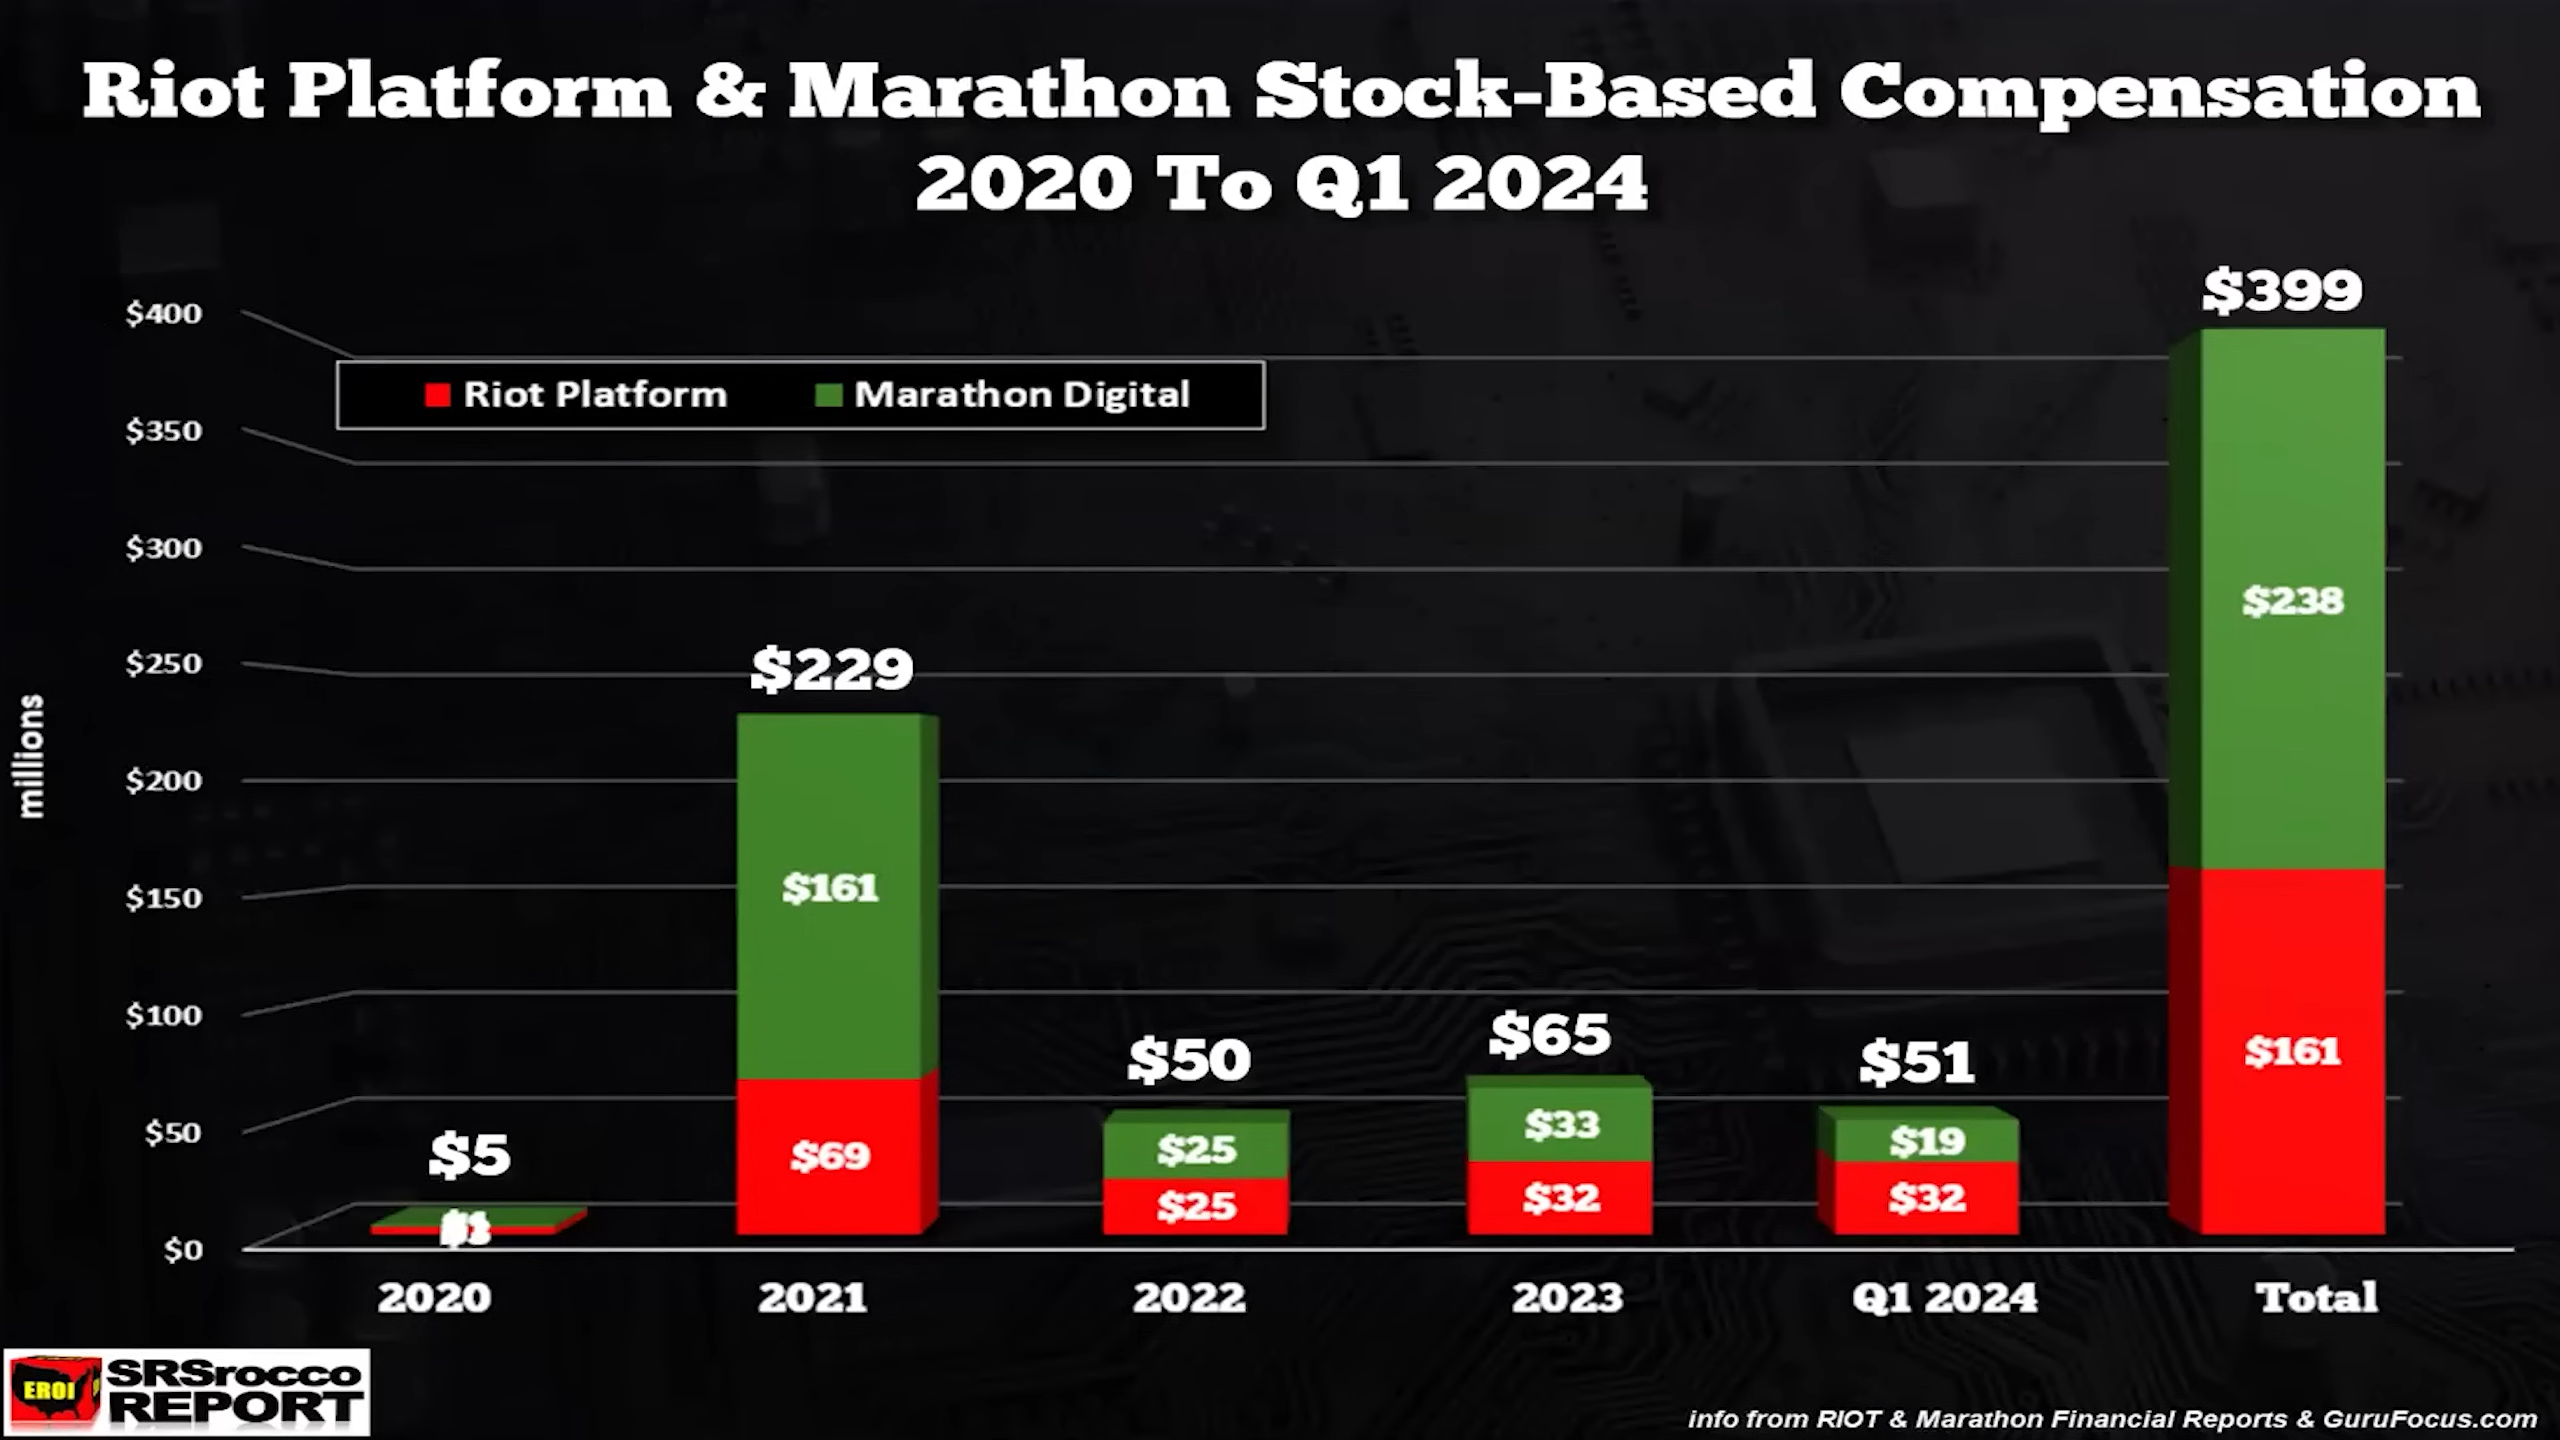 Riot Platform & Marathon Stock-Based Compensation
2020 To Q1 2024
$400
$350
$300
$250
$200
$150
$100
$50
$0
millions
Riot Platform
Marathon Digital
$5
$229
$161
$69
$50
$25
$25
$65
$33
$32
$51
$19
$32
$399
$238
$161
2020
2021
2022
2023
Q1 2024
Total
EROI
SRSrocco
REPORT
info from RIOT & Marathon Financial Reports & GuruFocus.com